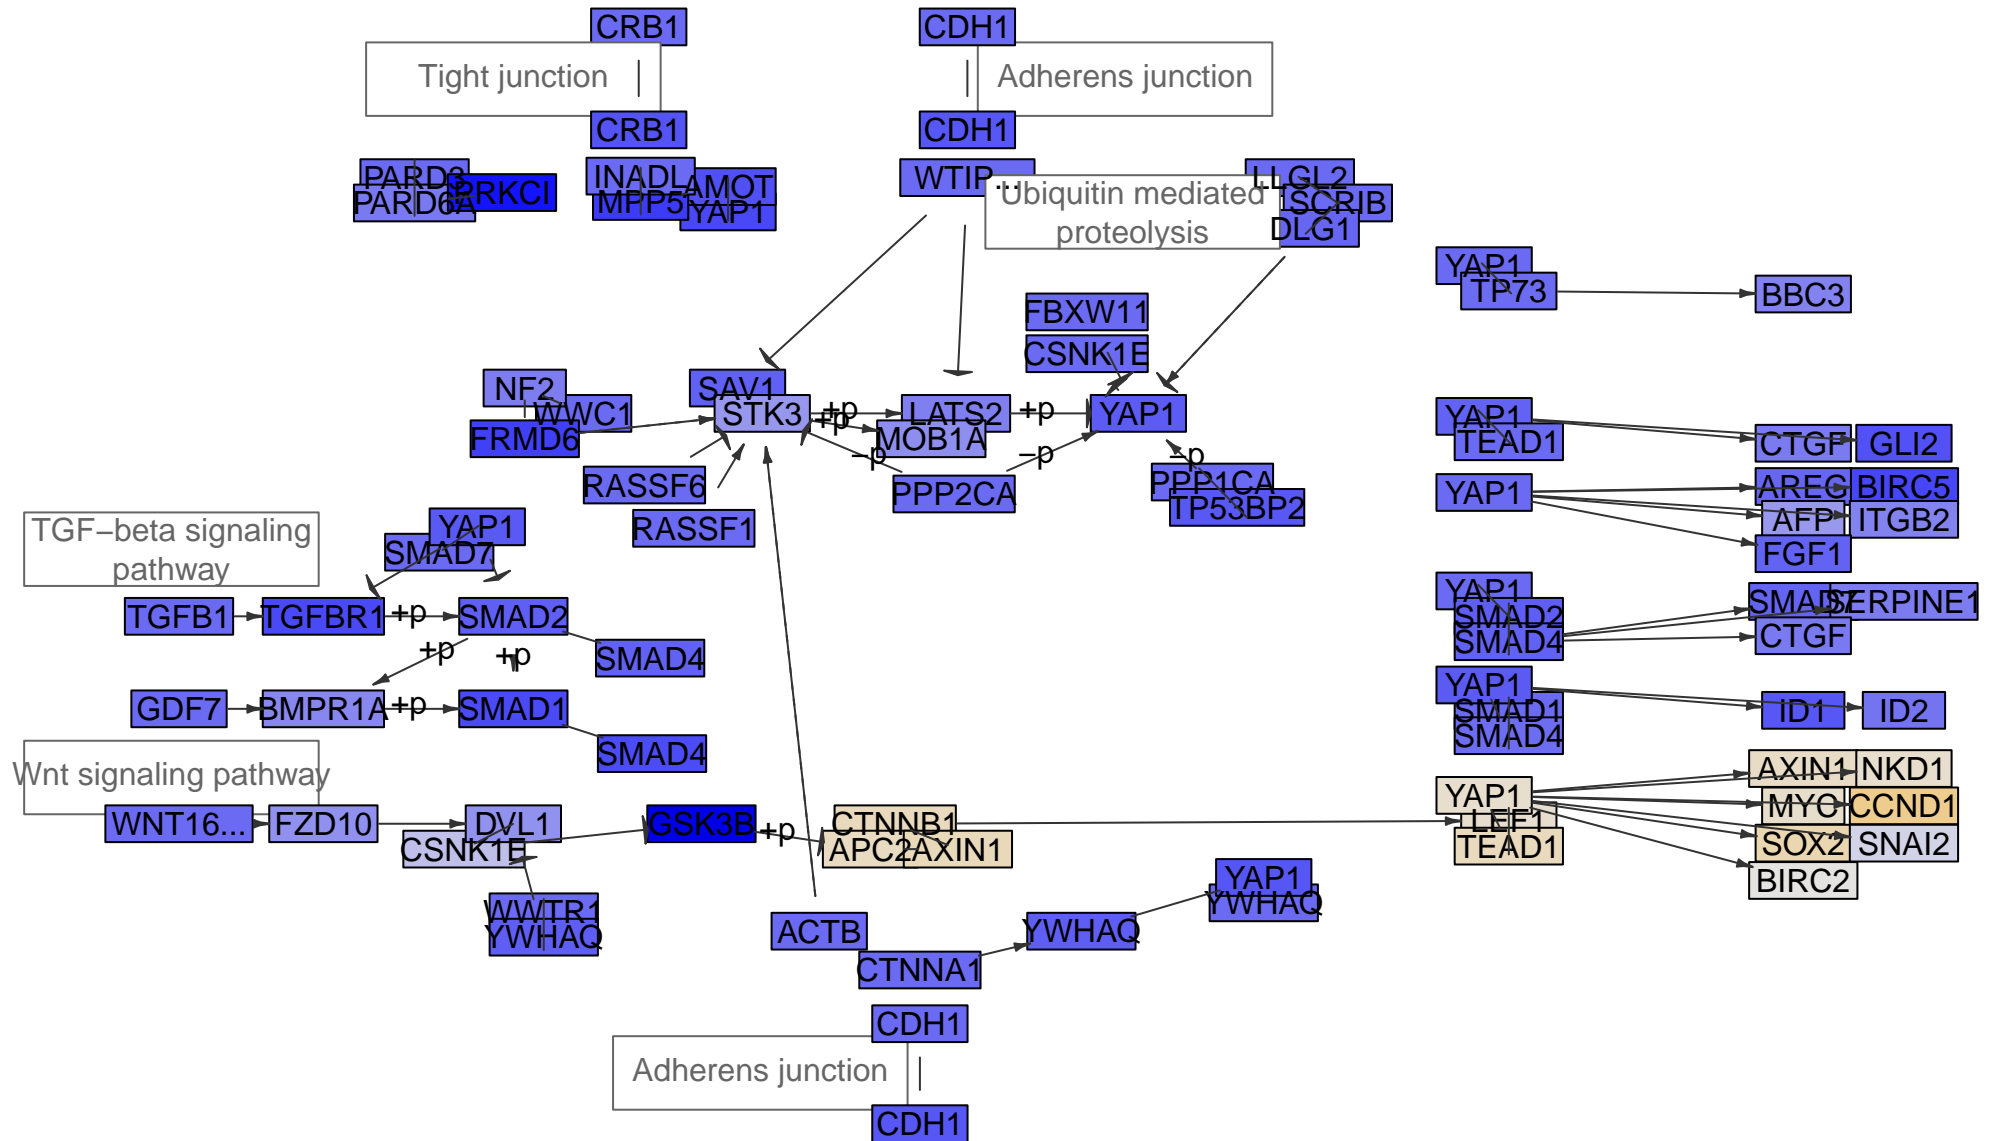 CRB1
CDH1
Tight junction
Adherens junction
CRB1
CDH1
PARD3
PARD6A
PRKCI
INADL
MPP5
AMOT
YAP1
WTIP...
Ubiquitin mediated
proteolysis
LLGL2
SCRIB
DLG1
YAP1
TP73
BBC3
FBXW11
CSNK1E
NF2
WWC1
FRMD6
SAV1
STK3
+p
+p
LATS2
MOB1A
+p
YAP1
−p
−p
−p
RASSF6
RASSF1
PPP2CA
PPP1CA
TP53BP2
YAP1
TEAD1
CTGF
GLI2
YAP1
AREG
BIRC5
AFP
ITGB2
FGF1
TGF−beta signaling
pathway
YAP1
SMAD7
TGFB1
TGFBR1
+p
SMAD2
+p
+p
SMAD4
GDF7
BMPR1A
+p
SMAD1
SMAD4
YAP1
SMAD2
SMAD4
SMAD7
SERPINE1
CTGF
YAP1
SMAD1
SMAD4
ID1
ID2
Wnt signaling pathway
WNT16...
FZD10
DVL1
CSNK1E
GSK3B
+p
CTNNB1
APC2
AXIN1
YAP1
LEF1
TEAD1
AXIN1
NKD1
MYC
CCND1
SOX2
SNAI2
BIRC2
WWTR1
YWHAQ
ACTB
CTNNA1
YWHAQ
YAP1
YWHAQ
CDH1
Adherens junction
CDH1